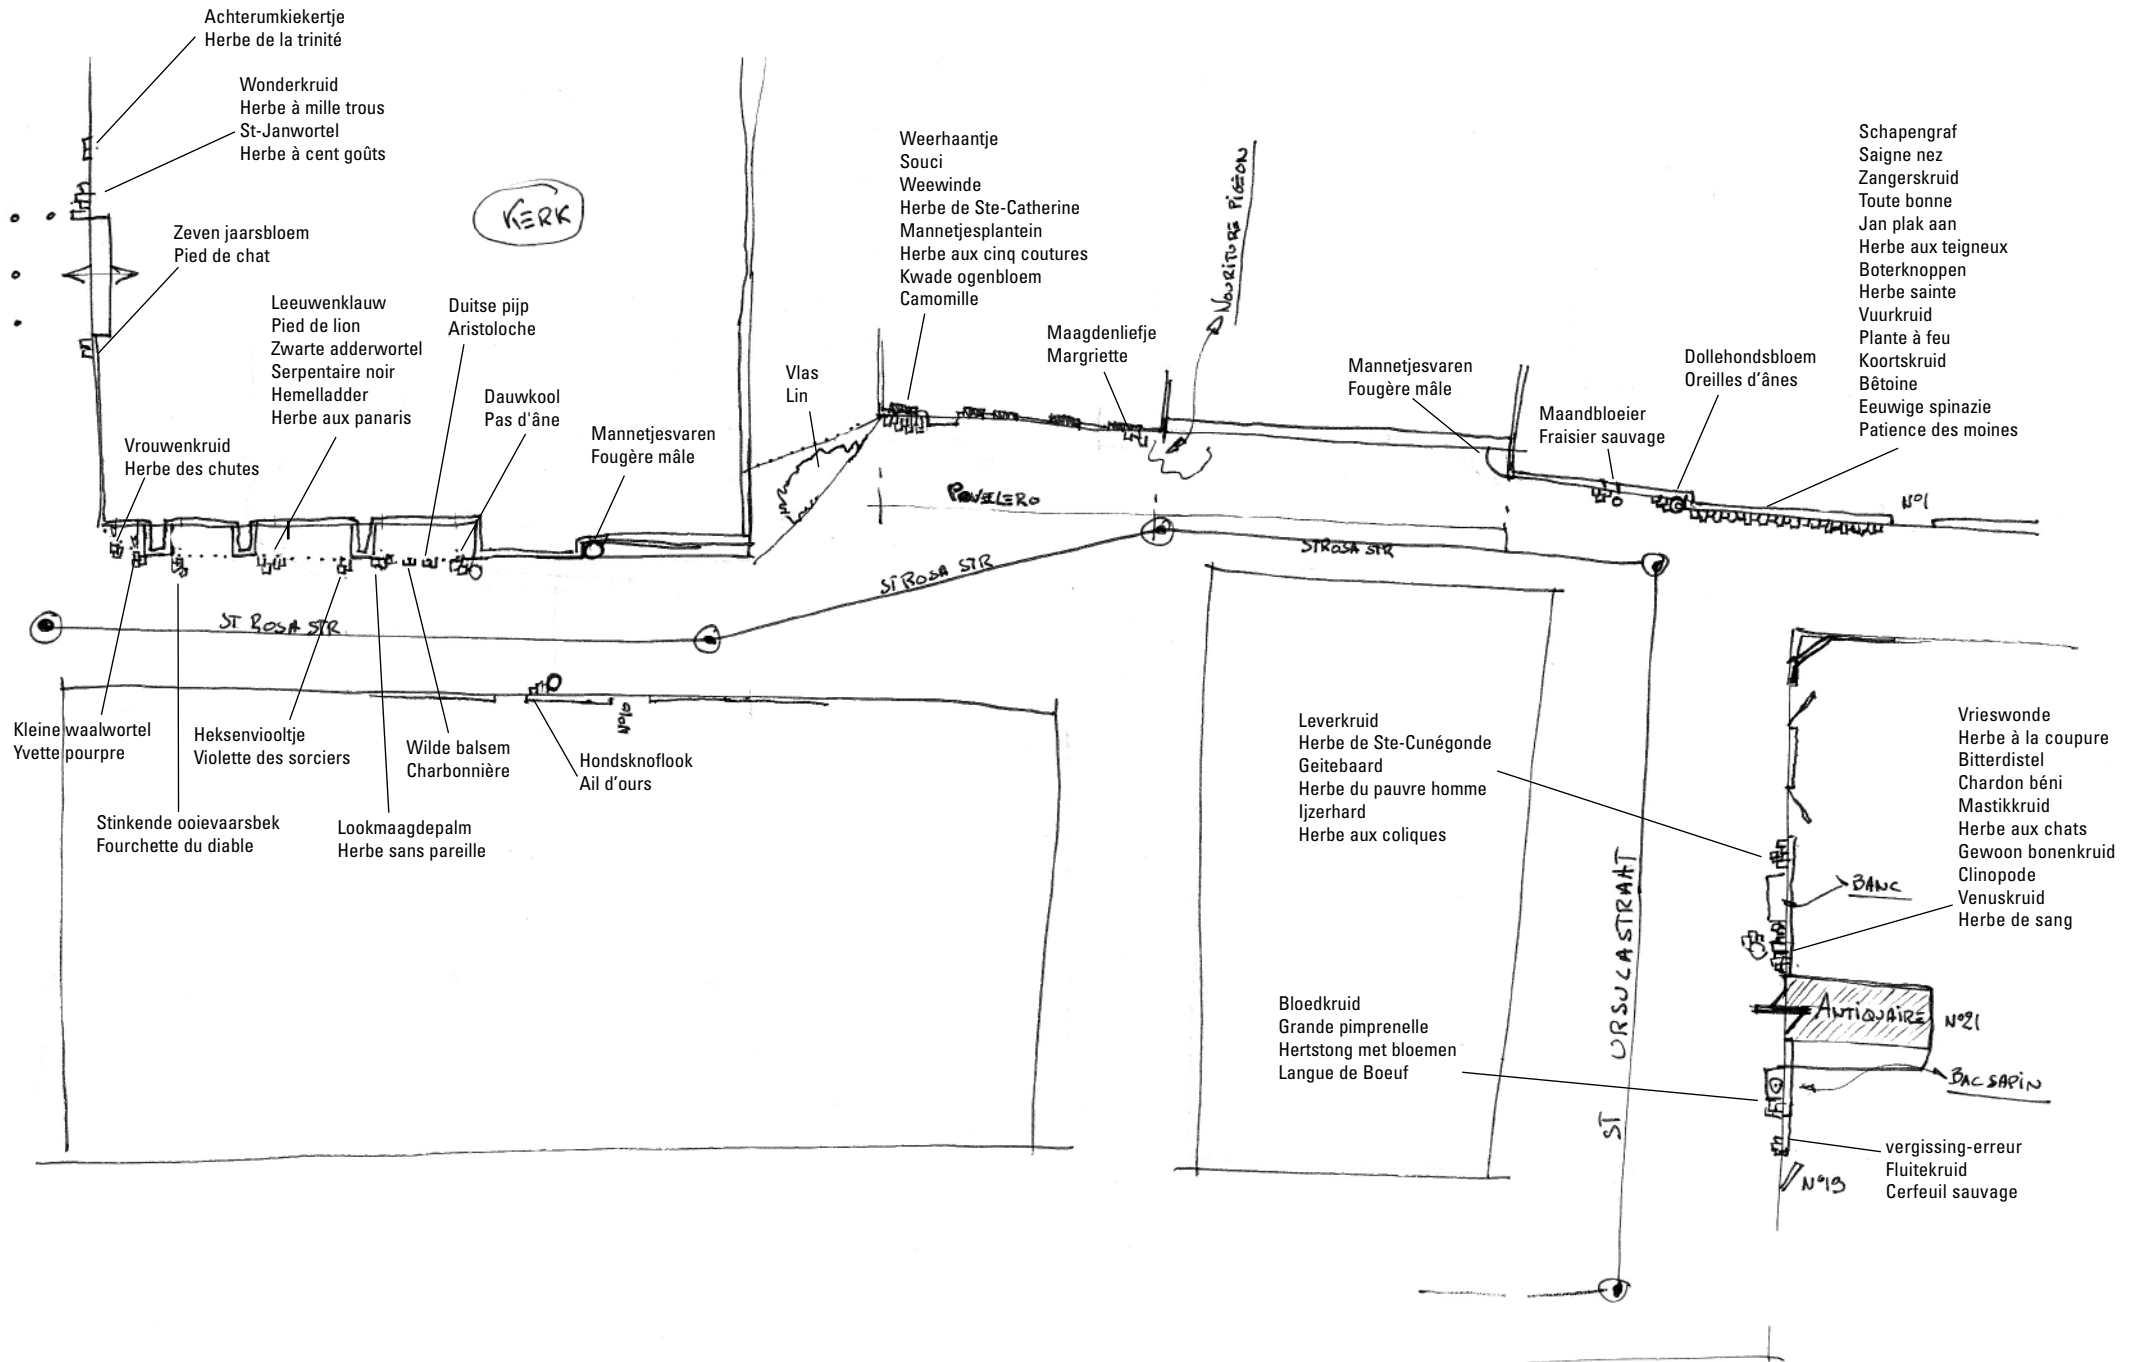 Achterumkiekertje
Herbe de la trinité
Wonderkruid
Herbe à mille trous
St-Janwortel
Herbe à cent goûts
KERK
Zeven jaarsbloem
Pied de chat
Leeuwenklauw
Pied de lion
Zwarte adderwortel
Serpentaire noir
Hemelladder
Herbe aux panaris
Duitse pijp
Aristoloche
Dauwkool
Pas d'âne
Vrouwenkruid
Herbe des chutes
Mannetjesvaren
Fougère mâle
Vlas
Lin
Weerhaantje
Souci
Weewinde
Herbe de Ste-Catherine
Mannetjesplantein
Herbe aux cinq coutures
Kwade ogenbloem
Camomille
Maagdenliefje
Margriette
NOURITURE PIGEON
Mannetjesvaren
Fougère mâle
Maandbloeier
Fraisier sauvage
Dollehondsbloem
Oreilles d'ânes
Schapengraf
Saigne nez
Zangerskruid
Toute bonne
Jan plak aan
Herbe aux teigneux
Boterknoppen
Herbe sainte
Vuurkruid
Plante à feu
Koortskruid
Bêtoine
Eeuwige spinazie
Patience des moines
N°1
POVELERO
ST ROSA STR
ST ROSA STR
ST ROSA STR
Kleine waalwortel
Yvette pourpre
Heksenviooltje
Violette des sorciers
Wilde balsem
Charbonnière
Hondsknoflook
Ail d'ours
Stinkende ooievaarsbek
Fourchette du diable
Lookmaagdepalm
Herbe sans pareille
Leverkruid
Herbe de Ste-Cunégonde
Geitebaard
Herbe du pauvre homme
Ijzerhard
Herbe aux coliques
ST URSULASTRAAT
Vrieswonde
Herbe à la coupure
Bitterdistel
Chardon béni
Mastikkruid
Herbe aux chats
Gewoon bonenkruid
Clinopode
Venuskruid
Herbe de sang
BANC
ANTIQUAIRE
N°21
Bloedkruid
Grande pimprenelle
Hertstong met bloemen
Langue de Boeuf
BAC SAPIN
vergissing-erreur
Fluitekruid
Cerfeuil sauvage
N°19